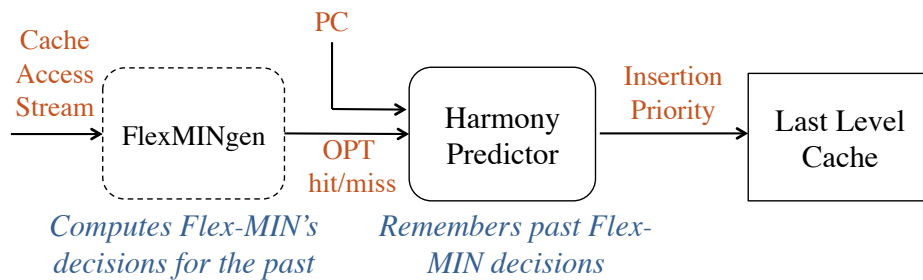 Cache
Access
Stream
FlexMINgen
Computes Flex-MIN's
decisions for the past
PC
OPT
hit/miss
Harmony
Predictor
Remembers past Flex-
MIN decisions
Insertion
Priority
Last Level
Cache